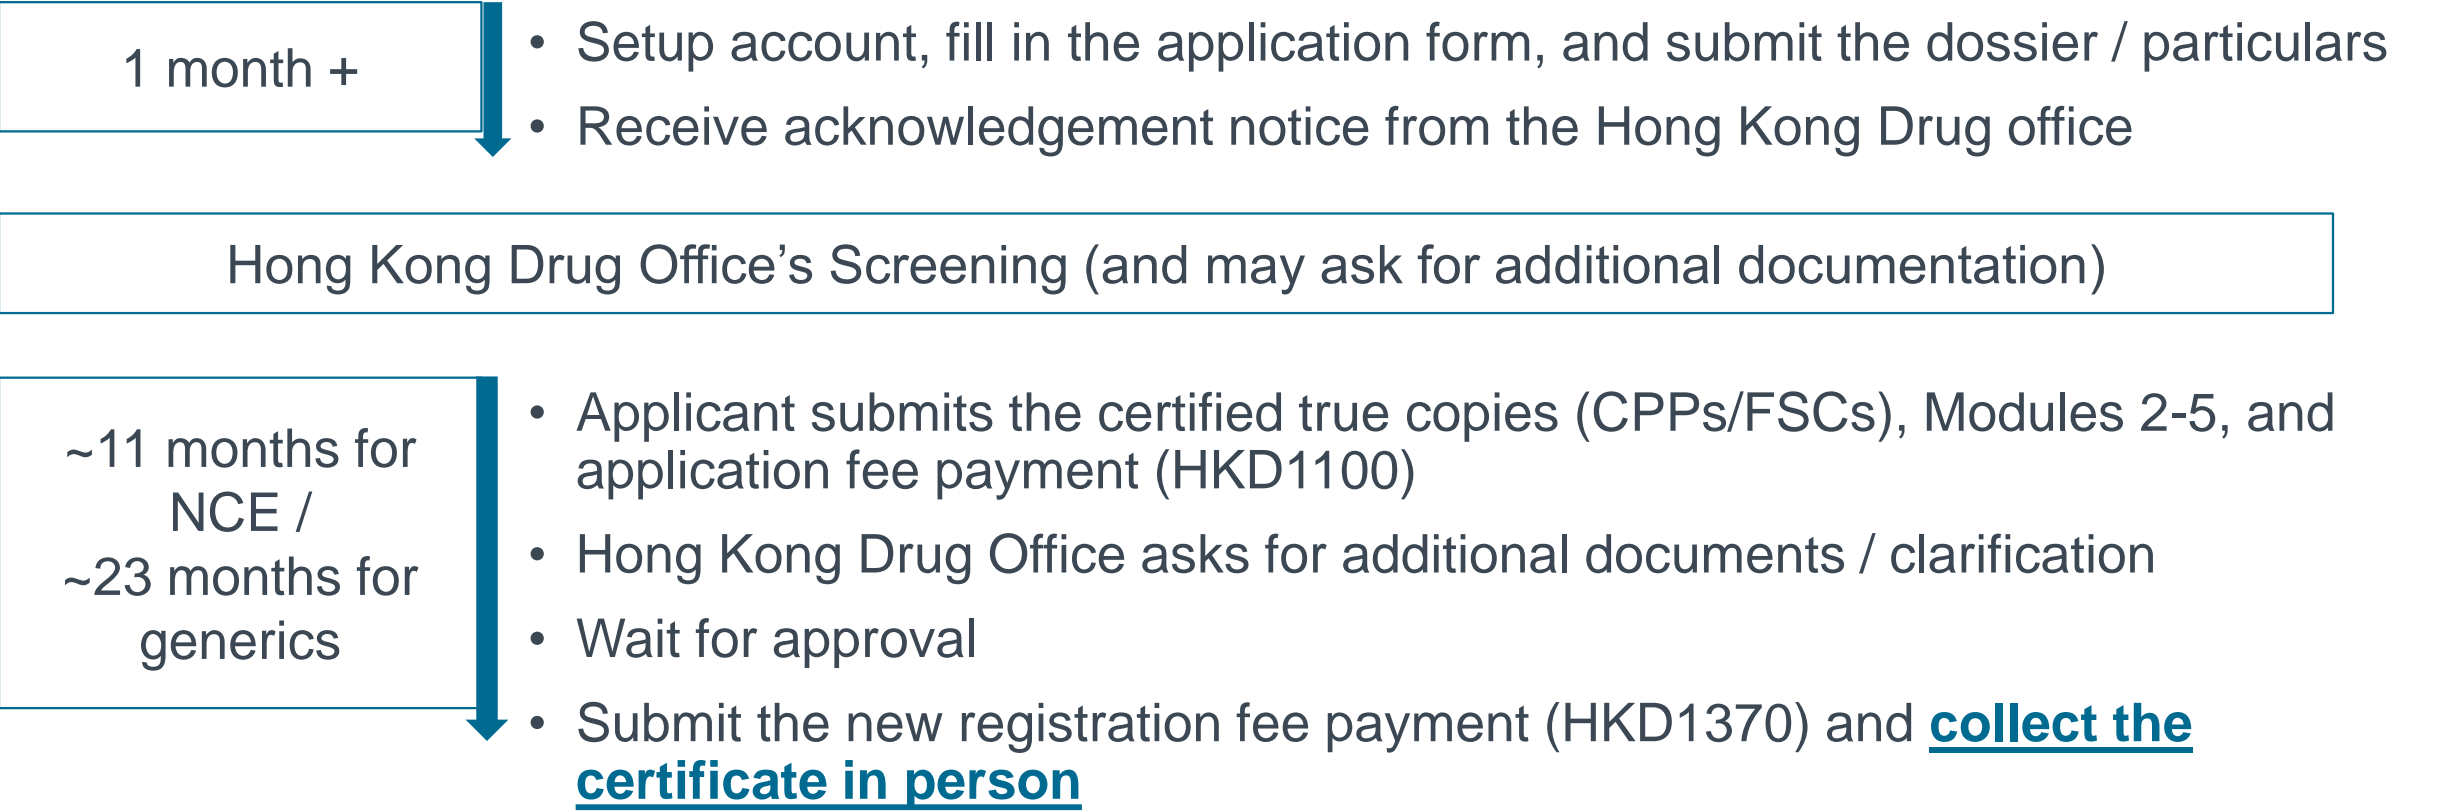 1 month +
• Setup account, fill in the application form, and submit the dossier / particulars
• Receive acknowledgement notice from the Hong Kong Drug office
Hong Kong Drug Office’s Screening (and may ask for additional documentation)
~11 months for
NCE /
~23 months for
generics
• Applicant submits the certified true copies (CPPs/FSCs), Modules 2-5, and
application fee payment (HKD1100)
• Hong Kong Drug Office asks for additional documents / clarification
• Wait for approval
• Submit the new registration fee payment (HKD1370) and collect the
certificate in person